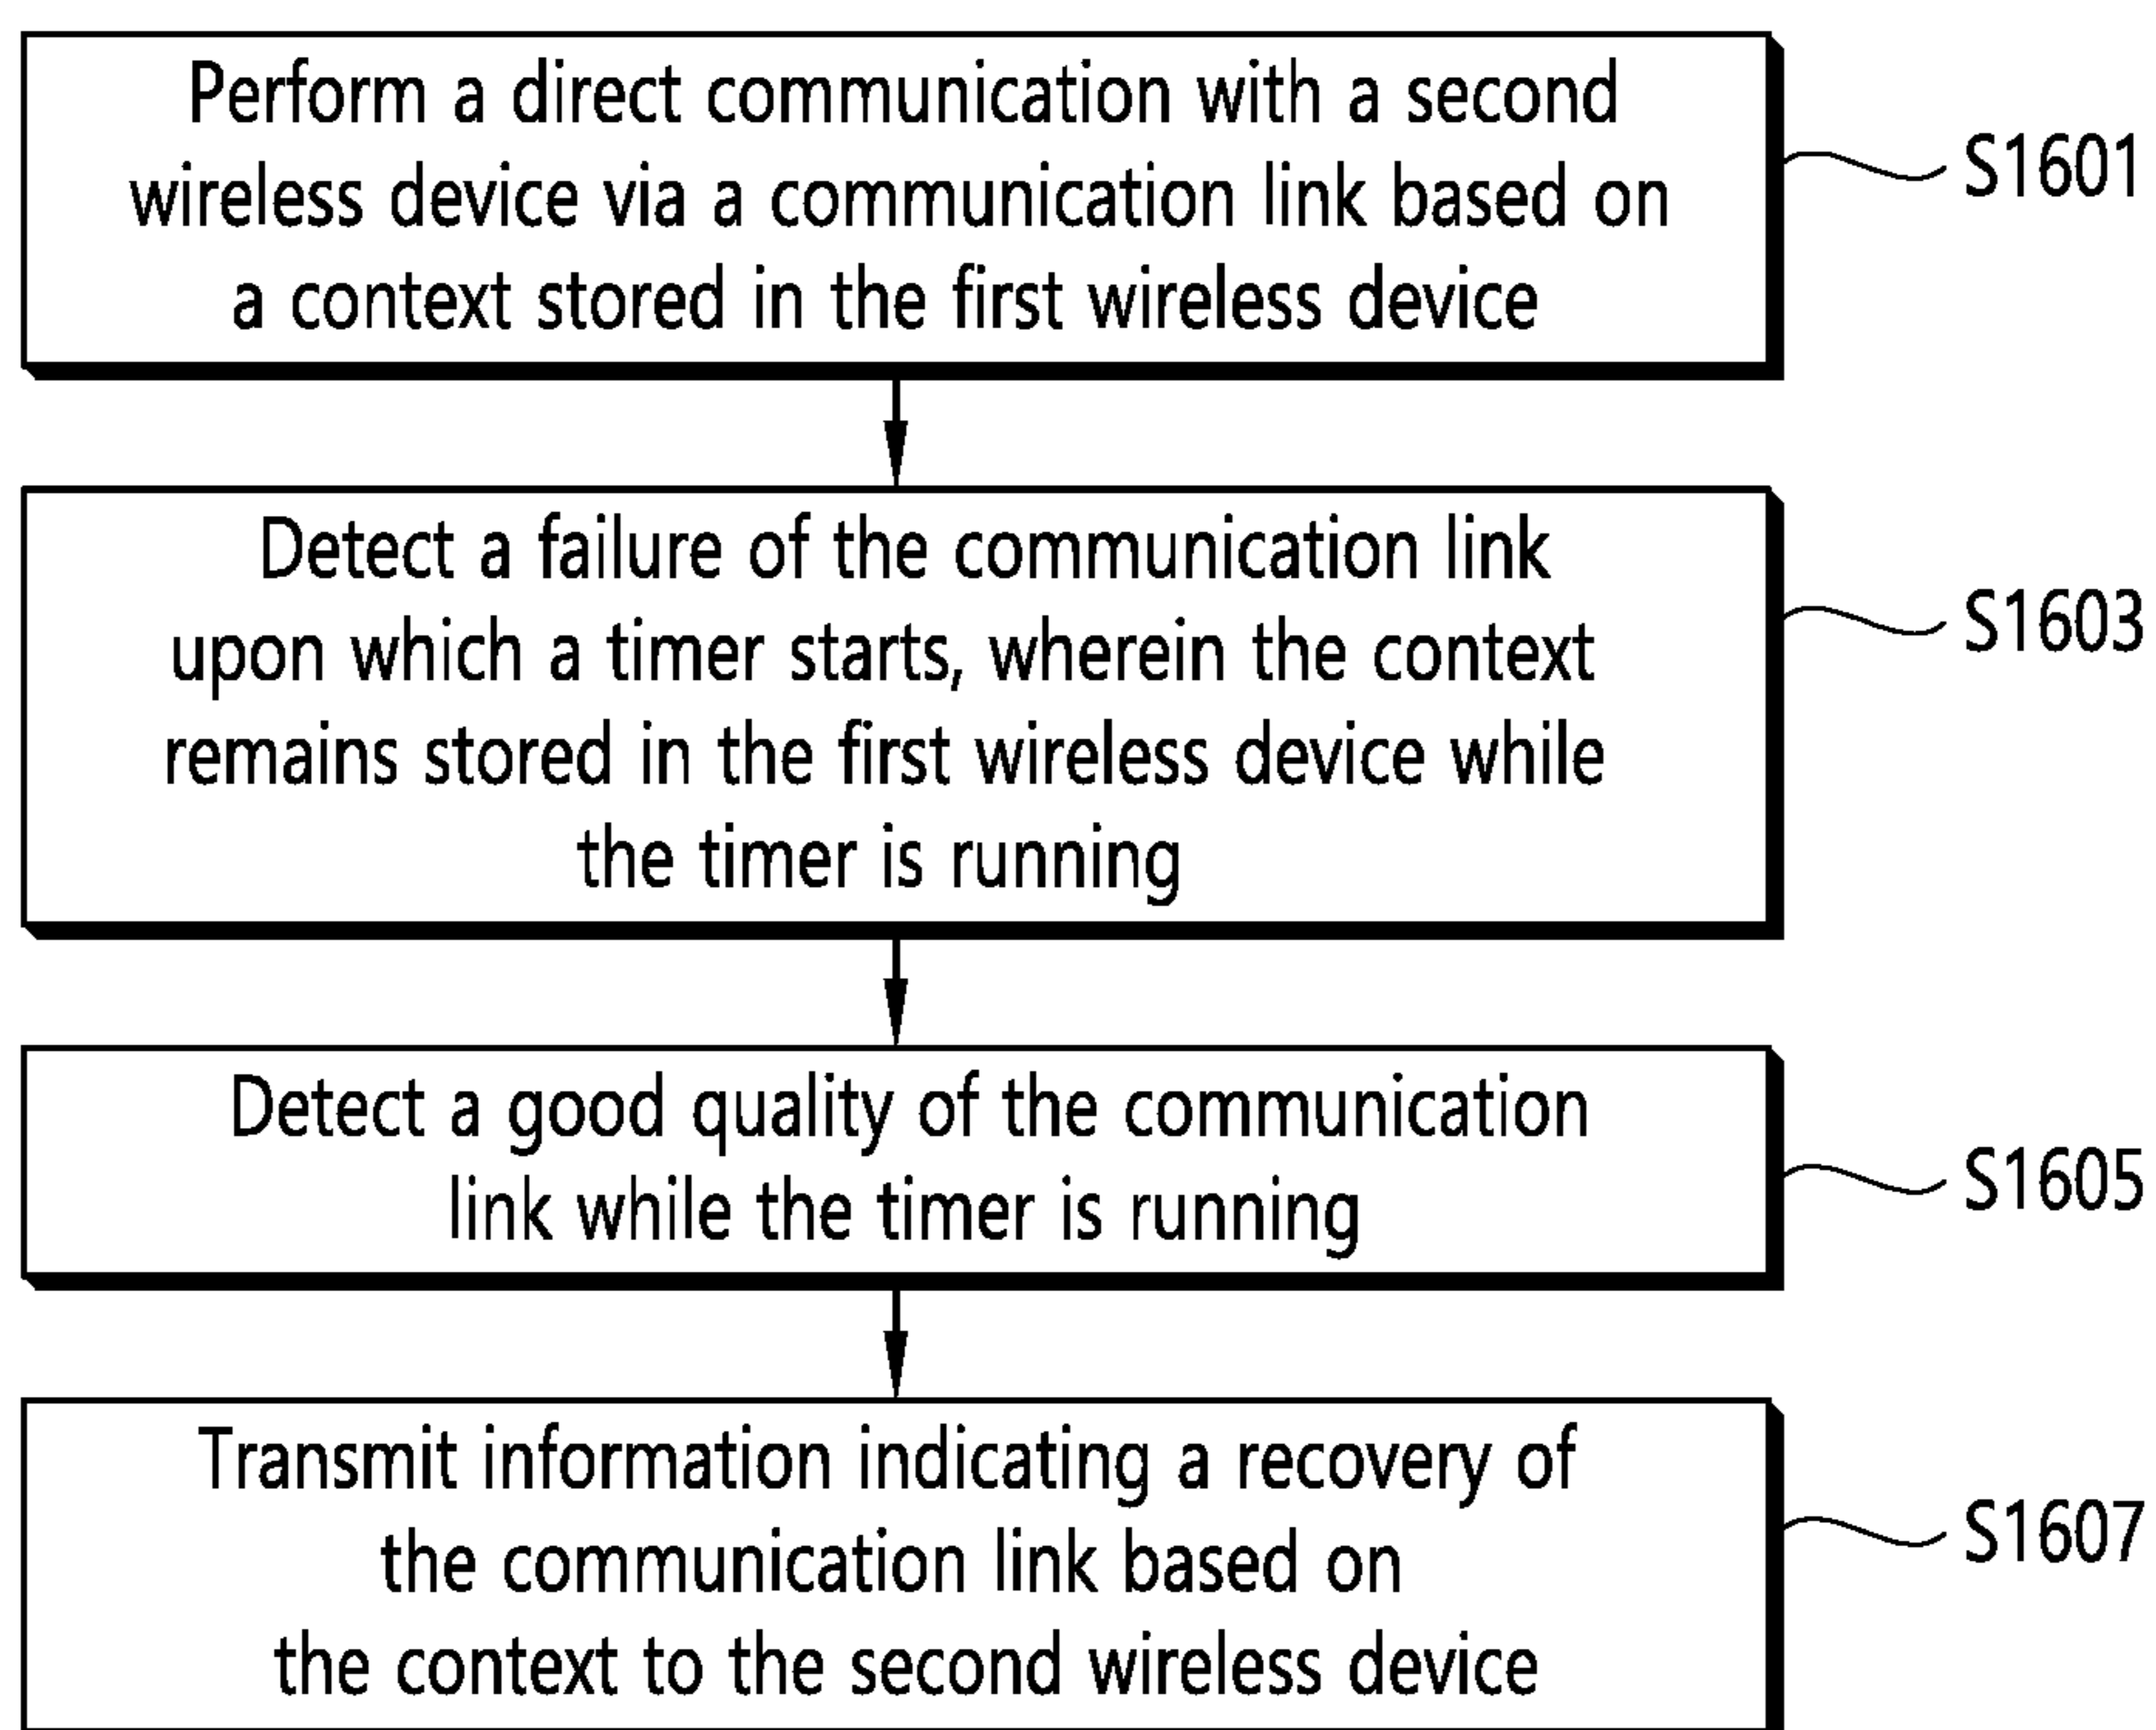 Perform a direct communication with a second
wireless device via a communication link based on
a context stored in the first wireless device
S1601
Detect a failure of the communication link
upon which a timer starts, wherein the context
remains stored in the first wireless device while
the timer is running
S1603
Detect a good quality of the communication
link while the timer is running
S1605
Transmit information indicating a recovery of
the communication link based on
the context to the second wireless device
S1607